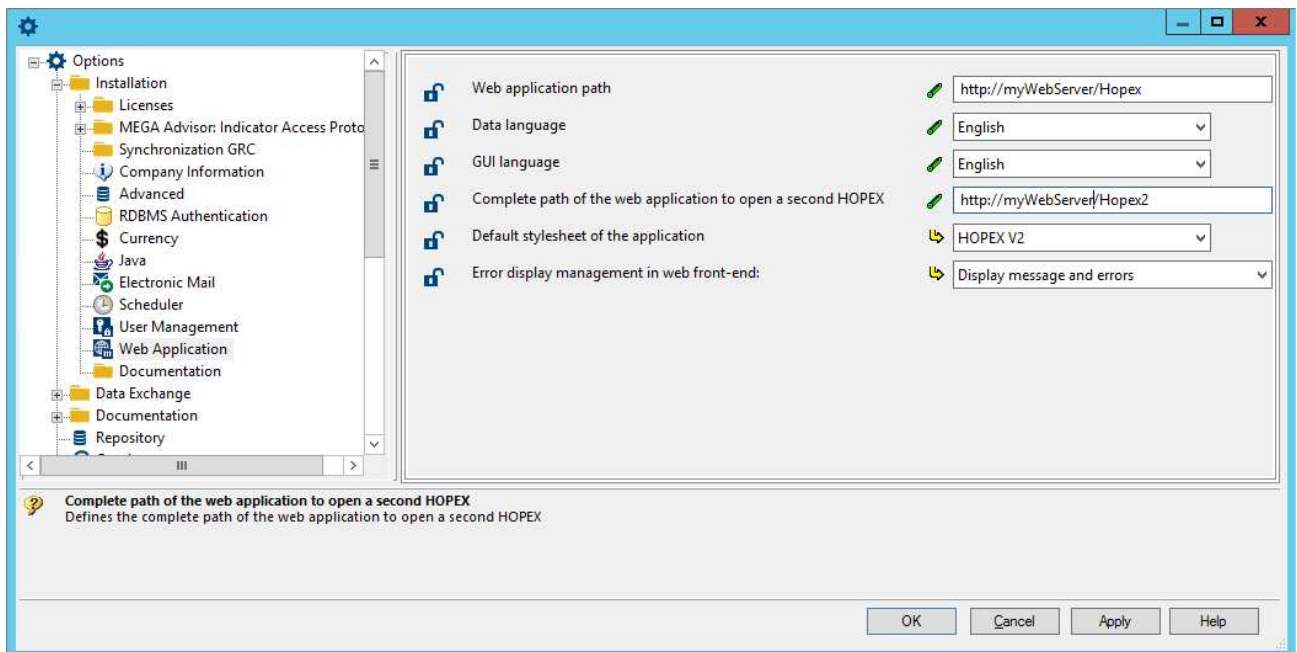 Options
Installation
Licenses
MEGA Advisor: Indicator Access Proto
Synchronization GRC
Company Information
Advanced
RDBMS Authentication
Currency
Java
Electronic Mail
Scheduler
User Management
Web Application
Documentation
Data Exchange
Documentation
Repository
Web application path http://myWebServer/Hopex
Data language English
GUI language English
Complete path of the web application to open a second HOPEX http://myWebServer/Hopex2
Default stylesheet of the application HOPEX V2
Error display management in web front-end: Display message and errors
Complete path of the web application to open a second HOPEX
Defines the complete path of the web application to open a second HOPEX
OK Cancel Apply Help